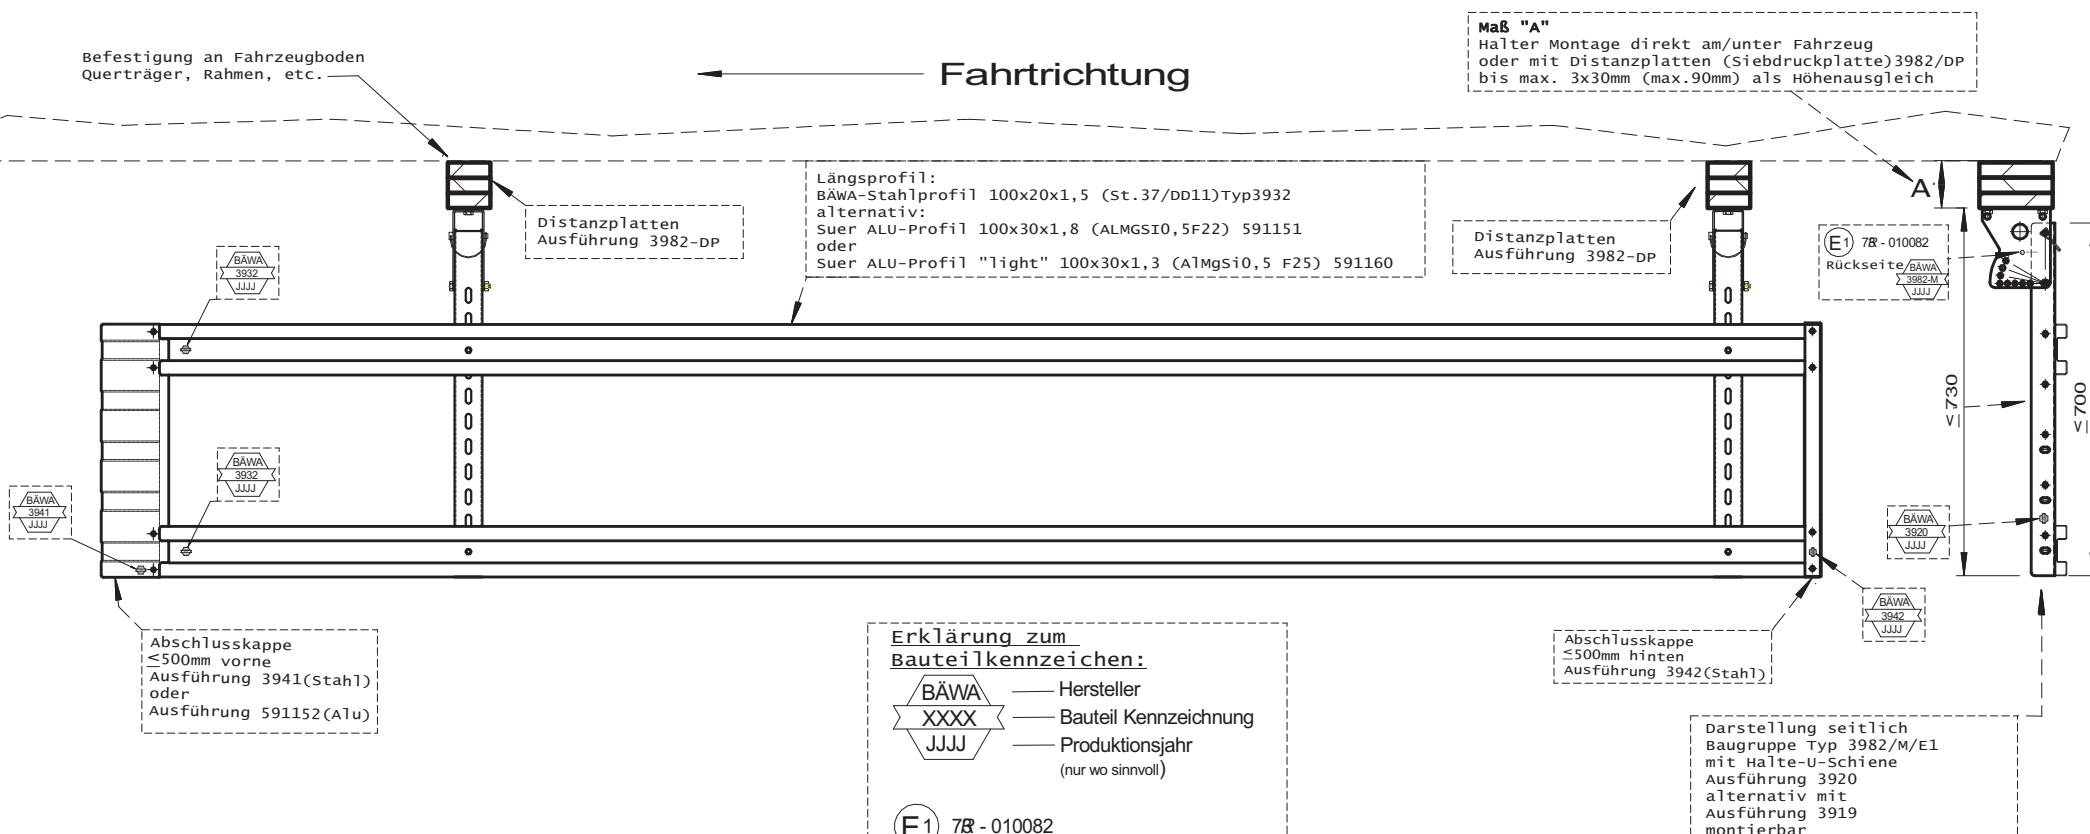 Befestigung an Fahrzeugboden
Querträger, Rahmen, etc.
Fahrtrichtung
Maß "A"
Halter Montage direkt am/unter Fahrzeug
oder mit Distanzplatten (Siebdruckplatte)3982/DP
bis max. 3x30mm (max.90mm) als Höhenausgleich
Längsprofil:
BÄWA-Stahlprofil 100x20x1,5 (St.37/DD11)Typ3932
alternativ:
Suer ALU-Profil 100x30x1,8 (ALMGSI0,5F22) 591151
oder
Suer ALU-Profil "light" 100x30x1,3 (AlMgSi0,5 F25) 591160
Distanzplatten
Ausführung 3982-DP
Distanzplatten
Ausführung 3982-DP
A
E1 - 010082
Rückseite
BÄWA
3982-M
JJJJ
BÄWA
3932
JJJJ
≤730
≤700
BÄWA
3932
JJJJ
BÄWA
3941
JJJJ
BÄWA
3920
JJJJ
BÄWA
3942
JJJJ
Abschlusskappe
≤500mm vorne
Ausführung 3941(Stahl)
oder
Ausführung 591152(Alu)
Erklärung zum
Bauteilkennzeichen:
BÄWA Hersteller
XXXX Bauteil Kennzeichnung
JJJJ Produktionsjahr
(nur wo sinnvoll)
E1 - 010082
Abschlusskappe
≤500mm hinten
Ausführung 3942(Stahl)
Darstellung seitlich
Baugruppe Typ 3982/M/E1
mit Halte-U-Schiene
Ausführung 3920
alternativ mit
Ausführung 3919
montierbar